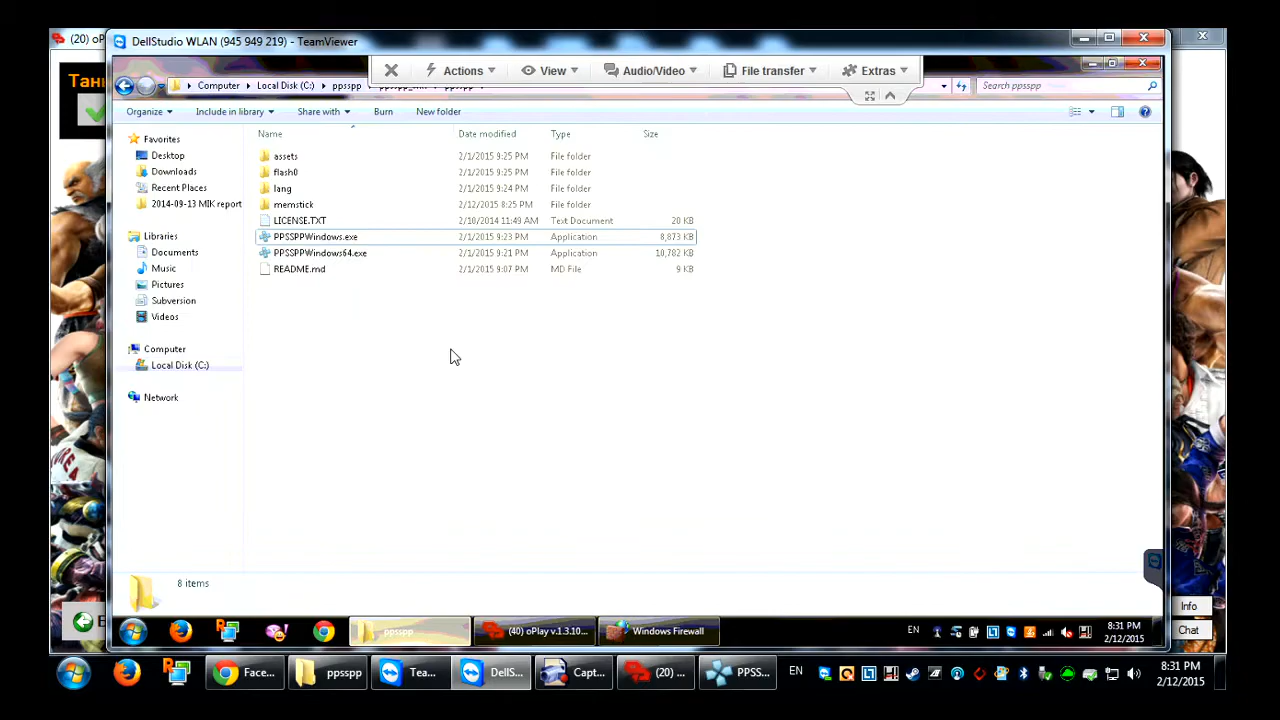 (20) oP
DellStudio WLAN (945 949 219) - TeamViewer
Тан
Actions View Audio/Video File transfer Extras
Computer Local Disk (C:) ppsspp
Search ppsspp
Organize Include in library Share with Burn New folder
Name Date modified Type Size
Favorites
Desktop
Downloads
Recent Places
2014-09-13 MIK report
Libraries
Documents
Music
Pictures
Subversion
Videos
Computer
Local Disk (C:)
Network
assets 2/1/2015 9:25 PM File folder
flash0 2/1/2015 9:25 PM File folder
lang 2/1/2015 9:24 PM File folder
memstick 2/12/2015 8:25 PM File folder
LICENSE.TXT 2/10/2014 11:49 AM Text Document 20 KB
PPSSPPWindows.exe 2/1/2015 9:23 PM Application 8,873 KB
PPSSPPWindows64.exe 2/1/2015 9:21 PM Application 10,782 KB
README.md 2/1/2015 9:07 PM MD File 9 KB
8 items
Info
Chat
ppsspp
(40) oPlay v.1.3.10...
Windows Firewall
EN
8:31 PM
2/12/2015
Face...
ppsspp
Tea...
DellS...
Capt...
(20) ...
PPSS...
EN
8:31 PM
2/12/2015